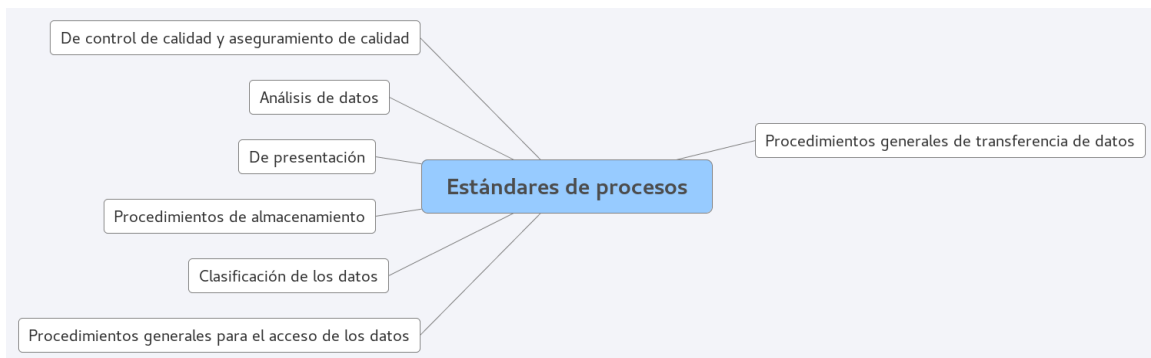 De control de calidad y aseguramiento de calidad
Análisis de datos
De presentación
Procedimientos de almacenamiento
Clasificación de los datos
Procedimientos generales para el acceso de los datos
Estándares de procesos
Procedimientos generales de transferencia de datos